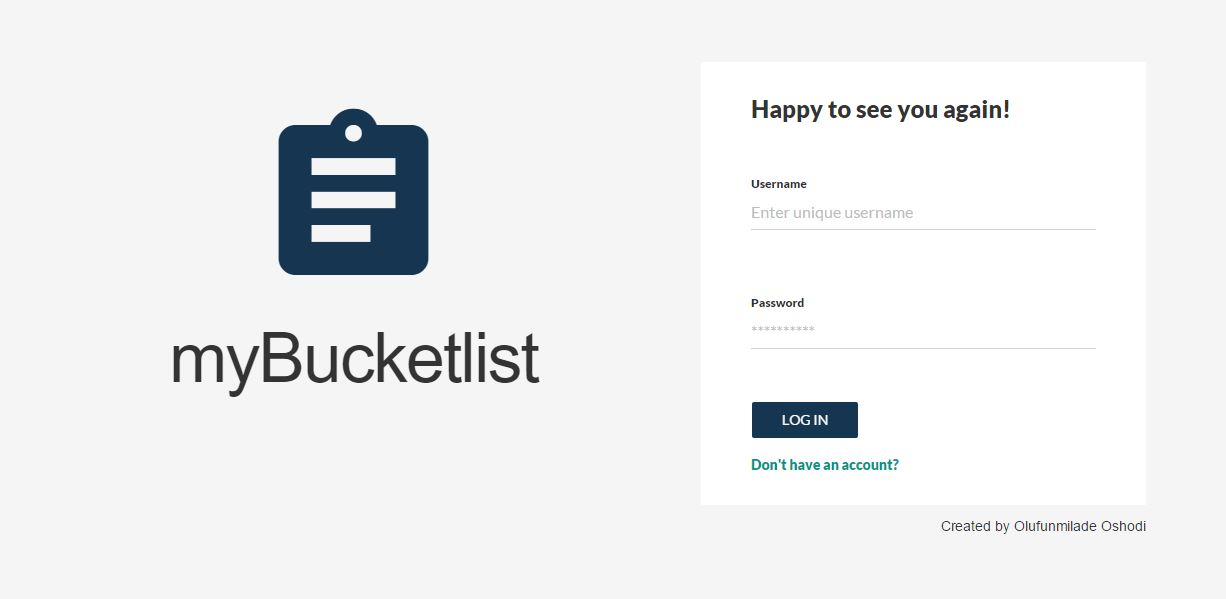 myBucketlist
Happy to see you again!
Username
Enter unique username
Password
**********
LOG IN
Don't have an account?
Created by Olufunmilade Oshodi